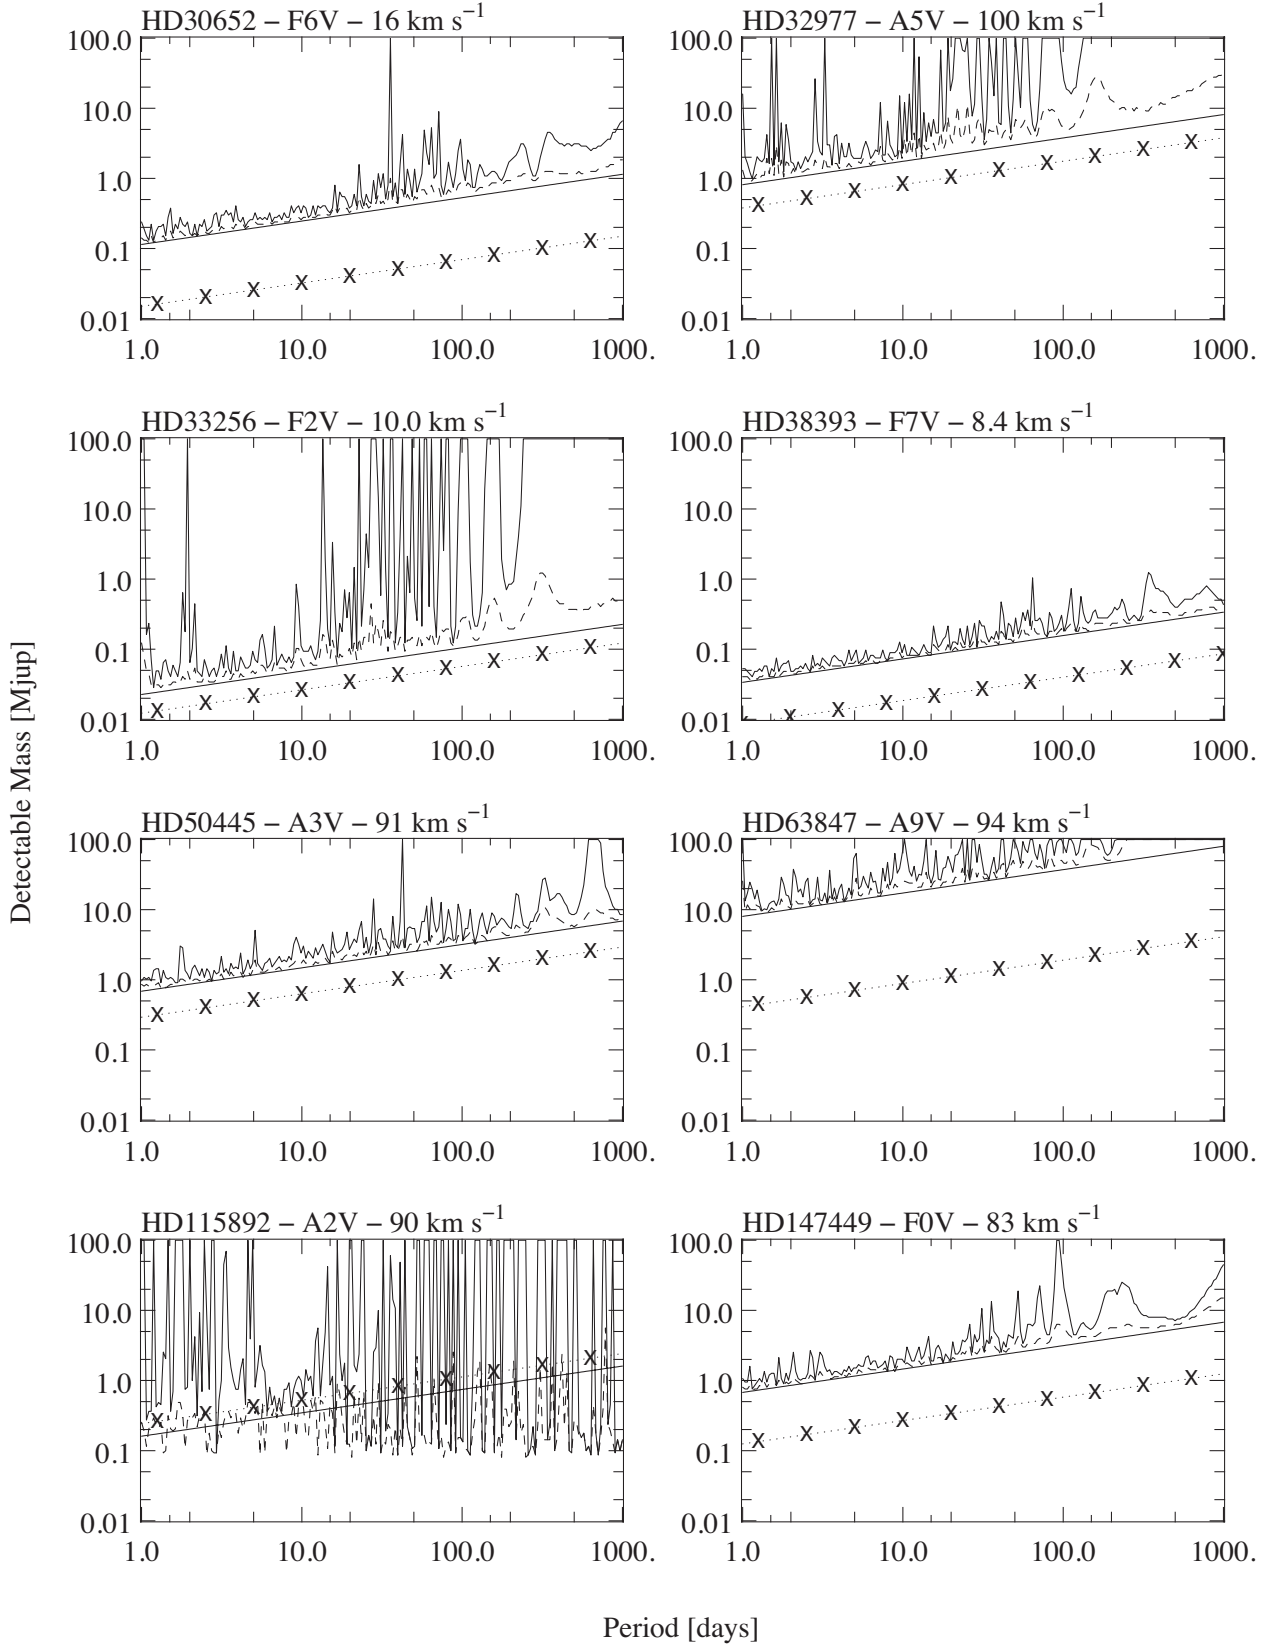 HD30652 – F6V – 16 km s⁻¹
100.0
10.0
1.0
0.1
0.01
1.0 10.0 100.0 1000.
HD32977 – A5V – 100 km s⁻¹
100.0
10.0
1.0
0.1
0.01
1.0 10.0 100.0 1000.
HD33256 – F2V – 10.0 km s⁻¹
100.0
10.0
1.0
0.1
0.01
1.0 10.0 100.0 1000.
HD38393 – F7V – 8.4 km s⁻¹
100.0
10.0
1.0
0.1
0.01
1.0 10.0 100.0 1000.
Detectable Mass [Mjup]
HD50445 – A3V – 91 km s⁻¹
100.0
10.0
1.0
0.1
0.01
1.0 10.0 100.0 1000.
HD63847 – A9V – 94 km s⁻¹
100.0
10.0
1.0
0.1
0.01
1.0 10.0 100.0 1000.
HD115892 – A2V – 90 km s⁻¹
100.0
10.0
1.0
0.1
0.01
1.0 10.0 100.0 1000.
HD147449 – F0V – 83 km s⁻¹
100.0
10.0
1.0
0.1
0.01
1.0 10.0 100.0 1000.
Period [days]